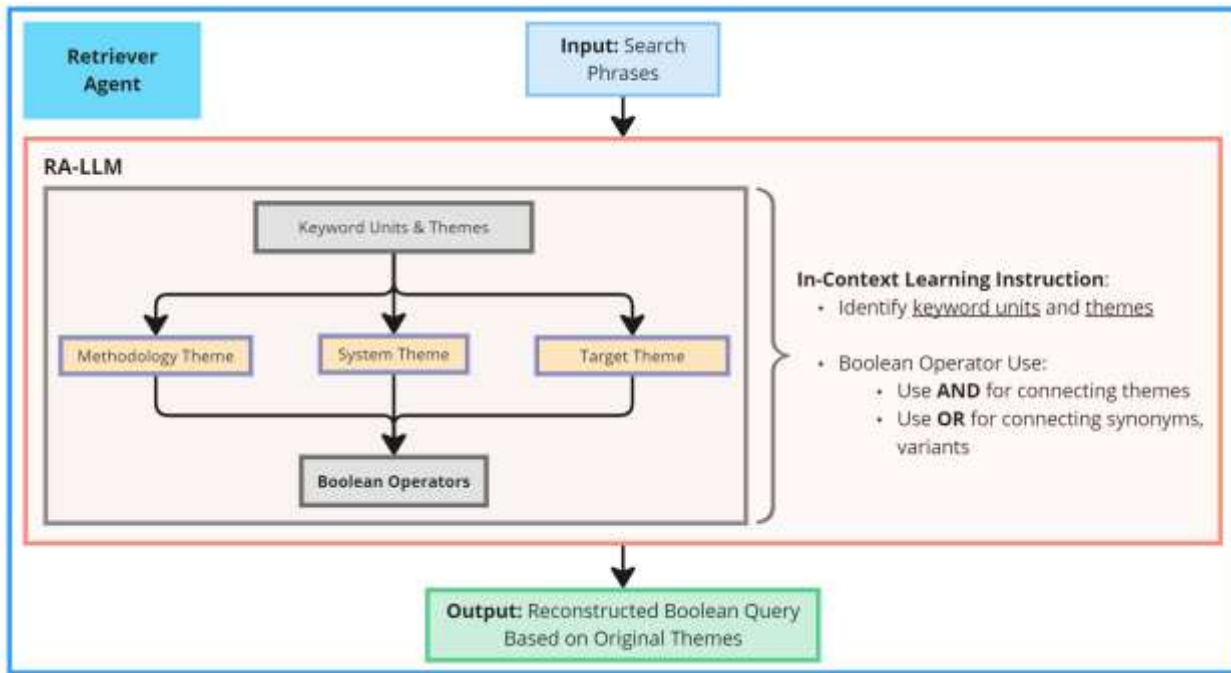 Retriever
Agent
Input: Search
Phrases
RA-LLM
Keyword Units & Themes
Methodology Theme
System Theme
Target Theme
Boolean Operators
In-Context Learning Instruction:
• Identify keyword units and themes
• Boolean Operator Use:
• Use AND for connecting themes
• Use OR for connecting synonyms,
variants
Output: Reconstructed Boolean Query
Based on Original Themes